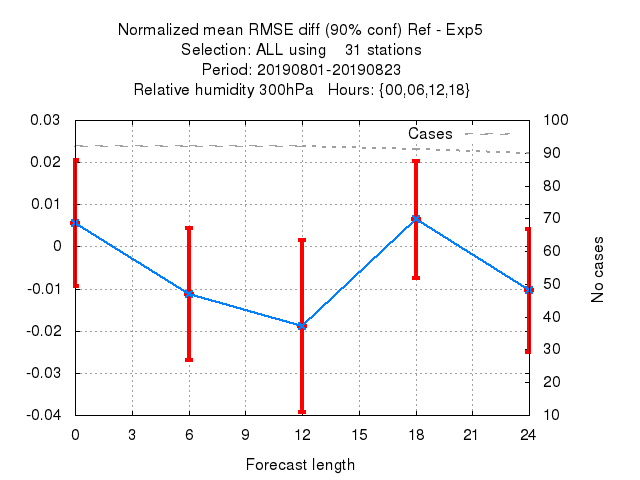 Normalized mean RMSE diff (90% conf) Ref - Exp5
Selection: ALL using    31 stations
Period: 20190801-20190823
Relative humidity 300hPa   Hours: {00,06,12,18}
Cases
0.03
0.02
0.01
0
-0.01
-0.02
-0.03
-0.04
100
90
80
70
60
50
40
30
20
10
No cases
0 3 6 9 12 15 18 21 24
Forecast length